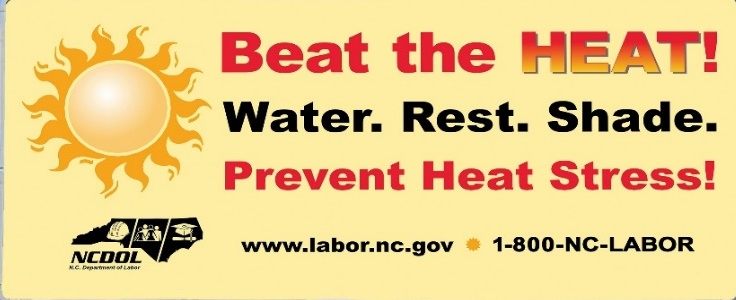 Beat the HEAT!
Water. Rest. Shade.
Prevent Heat Stress!
NCDOL
N.C. Department of Labor
www.labor.nc.gov 1-800-NC-LABOR